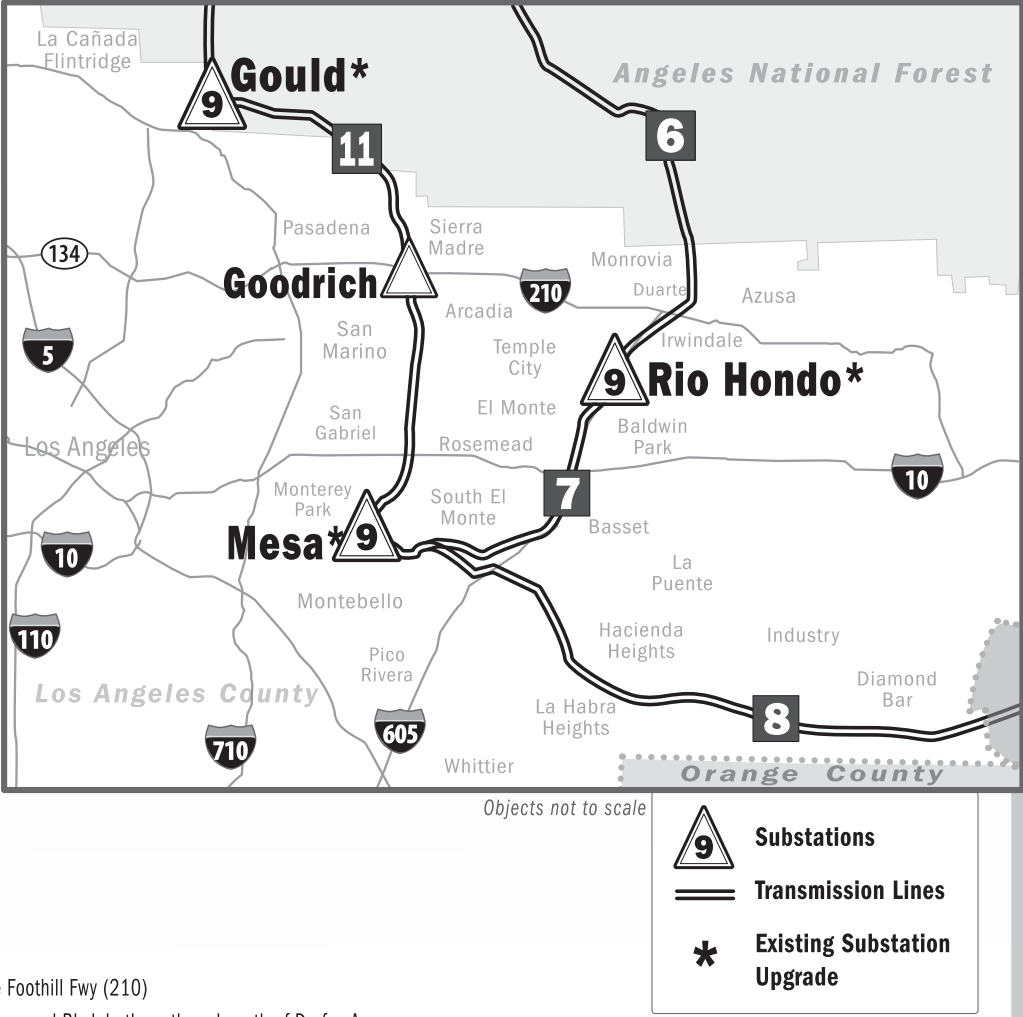 La Cañada
Flintridge
Gould*
9
11
Angeles National Forest
6
Pasadena
Sierra
Madre
134
Goodrich
210
Monrovia
Duarte
Azusa
Arcadia
5
San
Marino
Temple
City
Irwindale
9
Rio Hondo*
San
Gabriel
El Monte
Rosemead
Baldwin
Park
Los Angeles
10
Monterey
Park
South El
Monte
7
Basset
Mesa*
9
10
La
Puente
Montebello
110
Hacienda
Heights
Industry
Pico
Rivera
Diamond
Bar
Los Angeles County
La Habra
Heights
8
710
605
Whittier
Orange County
Objects not to scale
9
Substations
Transmission Lines
* Existing Substation
Upgrade
Foothill Fwy (210)